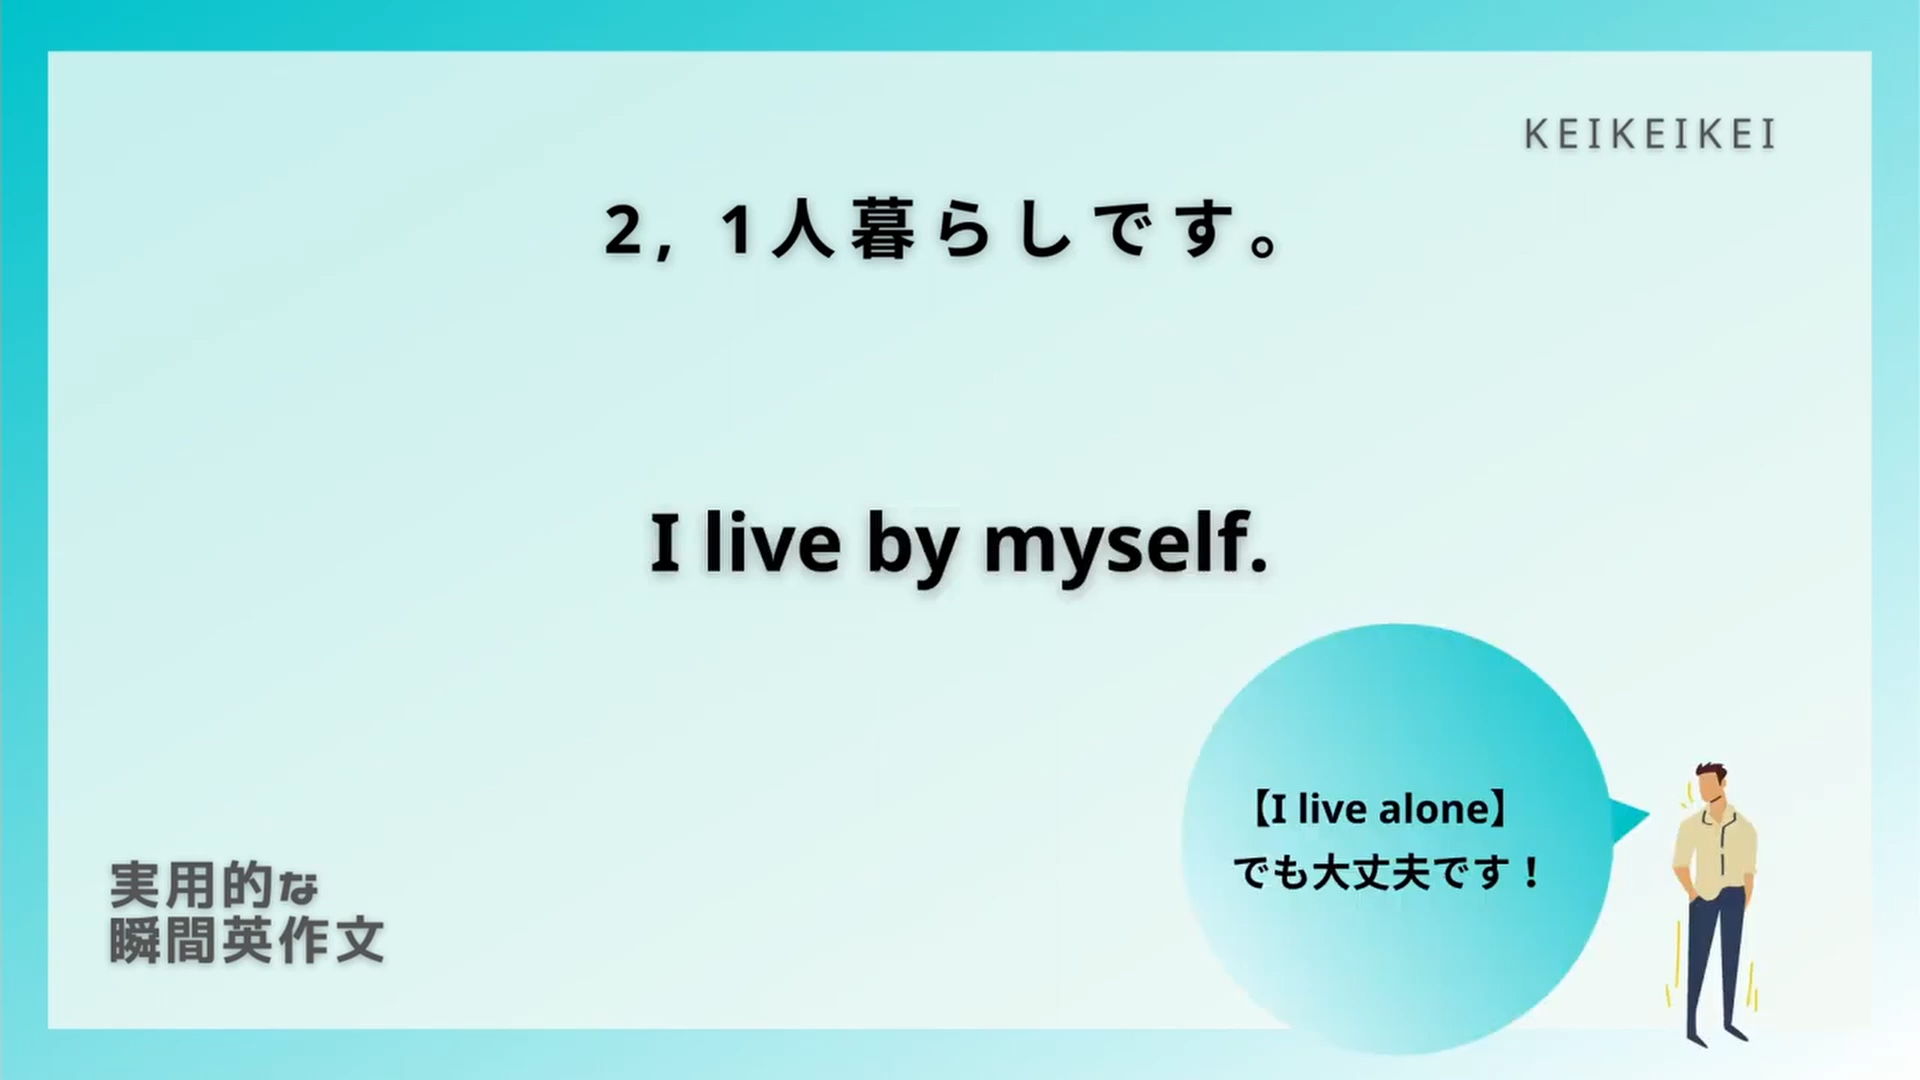 KEIKEIKEI
2, 1人暮らしです。
I live by myself.
【I live alone】
でも大丈夫です！
実用的な
瞬間英作文